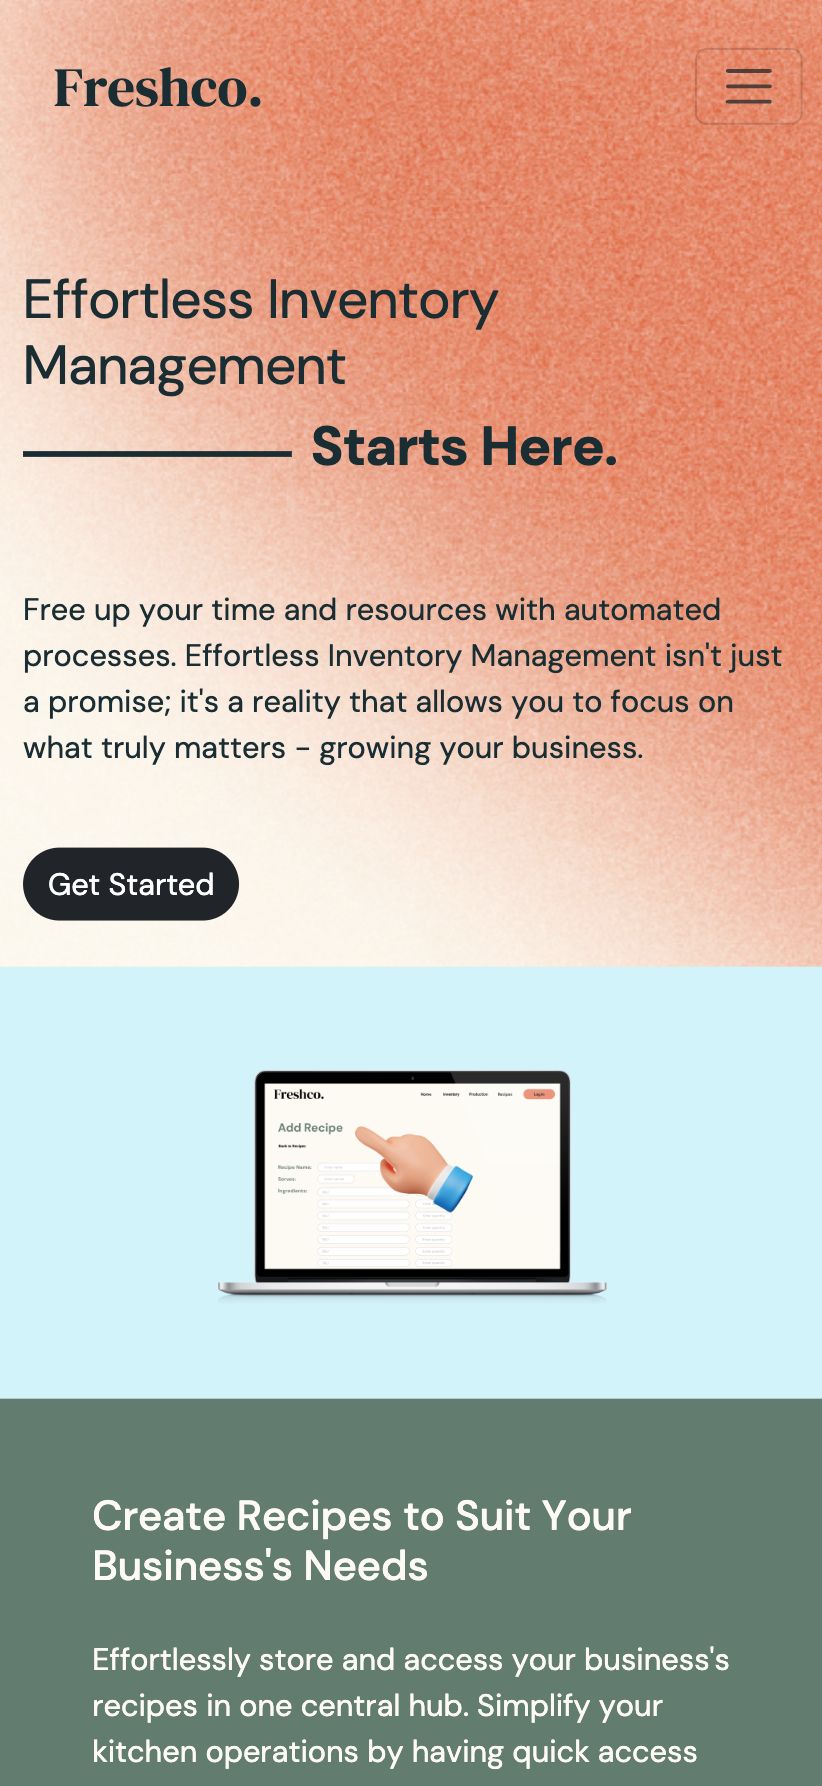 Freshco.
Effortless Inventory
Management
Starts Here.
Free up your time and resources with automated
processes. Effortless Inventory Management isn't just
a promise; it's a reality that allows you to focus on
what truly matters - growing your business.
Get Started
Freshco.
Home Inventory Production Recipes Log In
Add Recipe
Back to Recipes
Recipe Name:
Serves:
Ingredients:
Create Recipes to Suit Your
Business's Needs
Effortlessly store and access your business's
recipes in one central hub. Simplify your
kitchen operations by having quick access